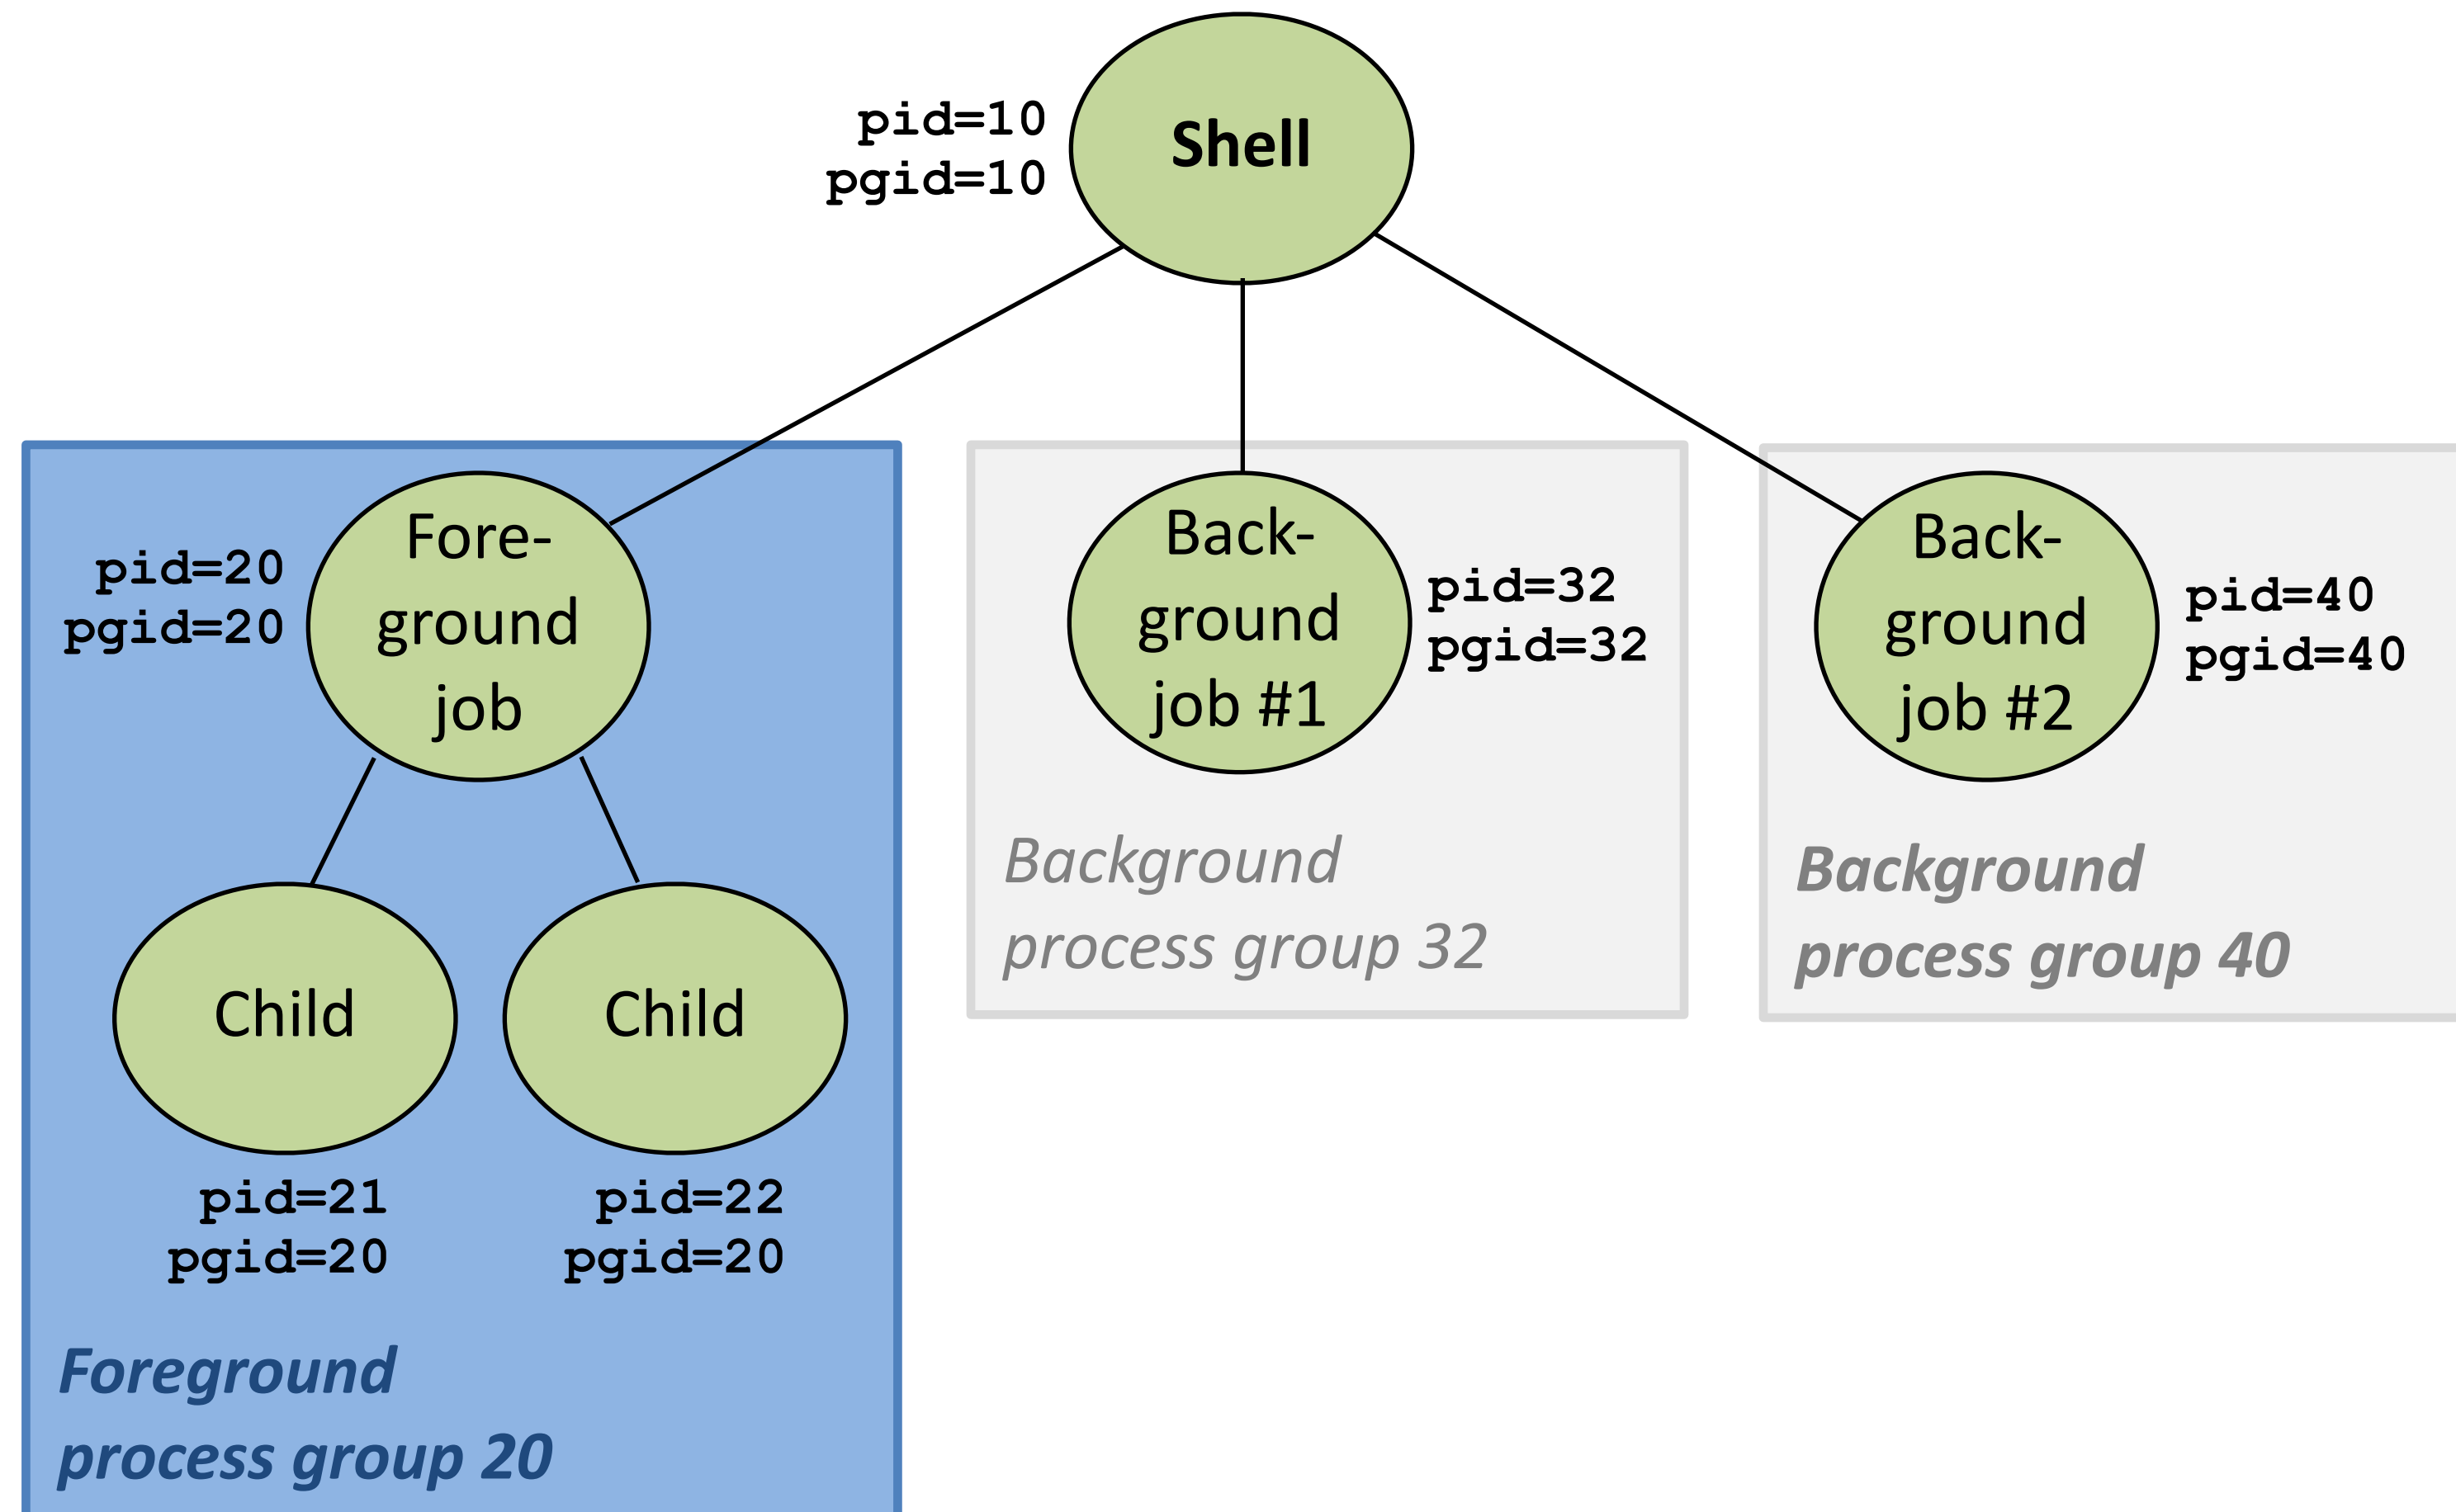 pid=10
pgid=10
Shell
pid=20
pgid=20
Fore-
ground
job
Back-
ground
job #1
pid=32
pgid=32
Back-
ground
job #2
pid=40
pgid=40
Background
process group 32
Background
process group 40
Child
Child
pid=21
pgid=20
pid=22
pgid=20
Foreground
process group 20